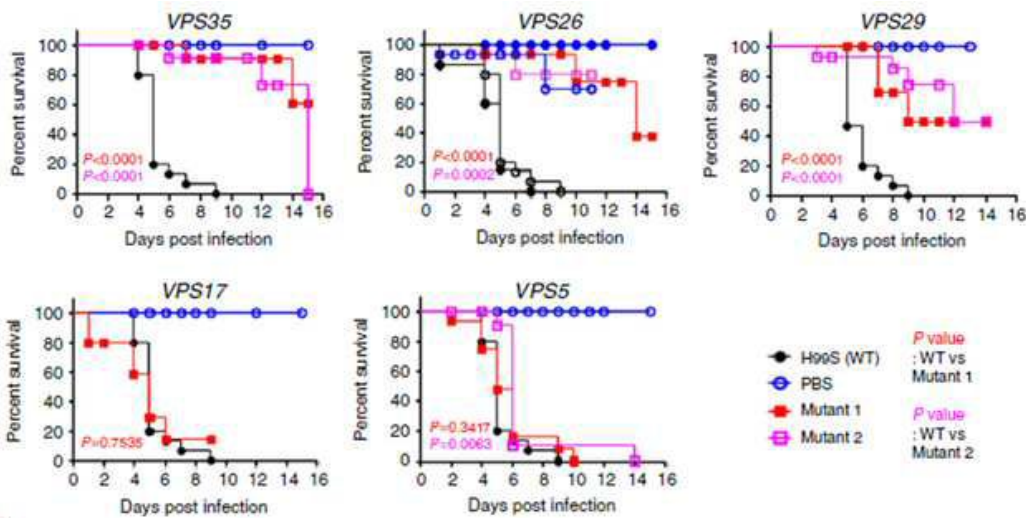 VPS35
VPS26
VPS29
Percent survival
100
80
60
40
20
0
P<0.0001
P<0.0001
0 2 4 6 8 10 12 14 16
Days post infection
Percent survival
100
80
60
40
20
0
P<0.0001
P=0.0002
0 2 4 6 8 10 12 14 16
Days post infection
Percent survival
100
80
60
40
20
0
P<0.0001
P<0.0001
0 2 4 6 8 10 12 14 16
Days post infection
VPS17
VPS5
Percent survival
100
80
60
40
20
0
P=0.7535
0 2 4 6 8 10 12 14 16
Days post infection
Percent survival
100
80
60
40
20
0
P=0.3417
P=0.0063
0 2 4 6 8 10 12 14 16
Days post infection
H99S (WT)
PBS
Mutant 1
Mutant 2
P value
: WT vs
Mutant 1
P value
: WT vs
Mutant 2